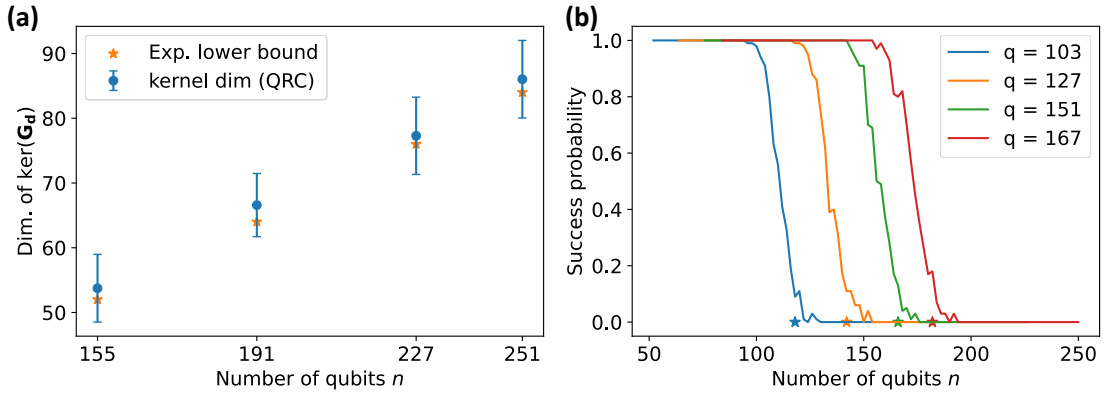 (a)
90
80
70
60
50
Dim. of ker(G_d)
Exp. lower bound
kernel dim (QRC)
155
191
227
251
Number of qubits n
(b)
1.0
0.8
0.6
0.4
0.2
0.0
Success probability
q = 103
q = 127
q = 151
q = 167
50
100
150
200
250
Number of qubits n